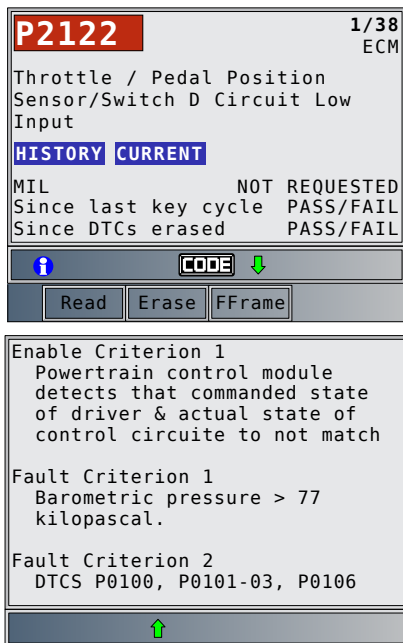 P2122
1/38
ECM
Throttle / Pedal Position
Sensor/Switch D Circuit Low
Input
HISTORY CURRENT
MIL NOT REQUESTED
Since last key cycle PASS/FAIL
Since DTCs erased PASS/FAIL
i CODE
Read Erase FFrame
Enable Criterion 1
Powertrain control module
detects that commanded state
of driver & actual state of
control circuite to not match
Fault Criterion 1
Barometric pressure > 77
kilopascal.
Fault Criterion 2
DTCS P0100, P0101-03, P0106